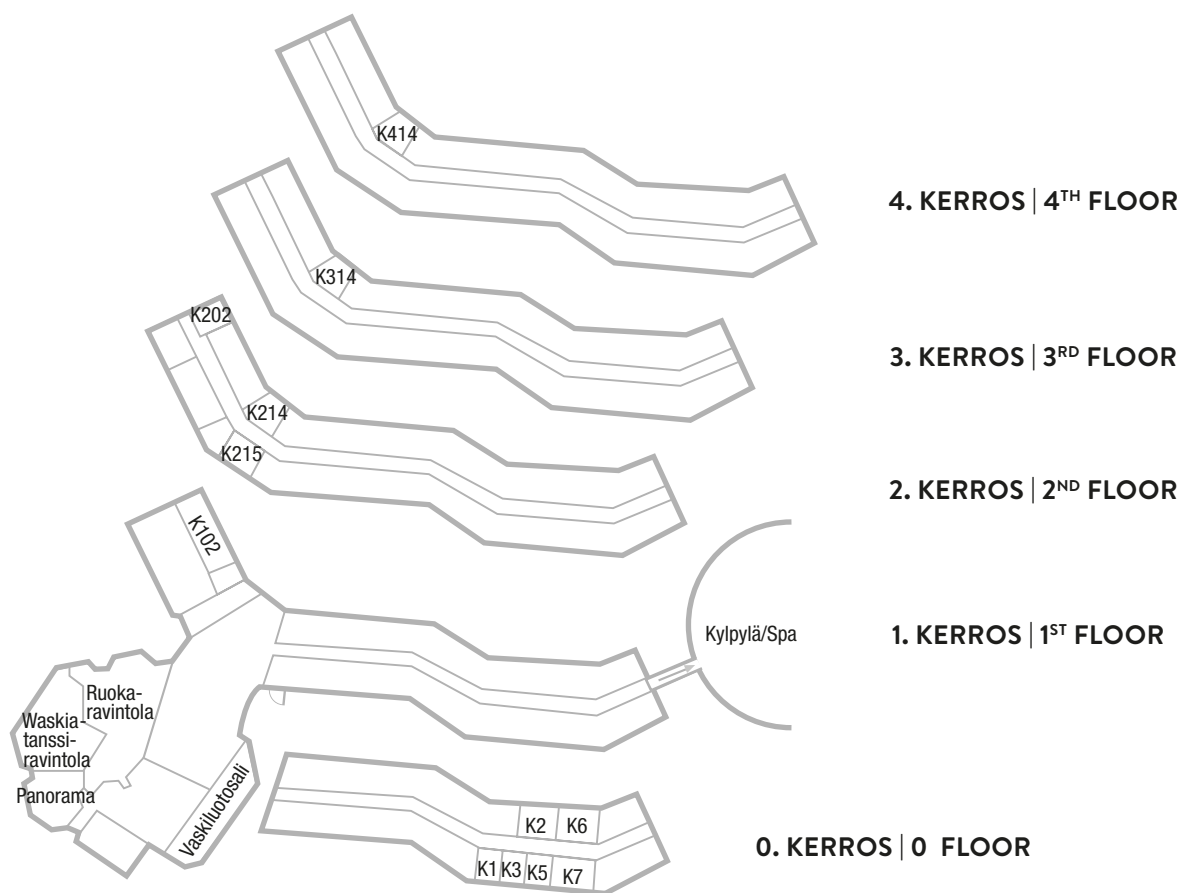 K414
4. KERROS | 4TH FLOOR
K314
3. KERROS | 3RD FLOOR
K202
K214
K215
2. KERROS | 2ND FLOOR
K102
Kylpylä/Spa
1. KERROS | 1ST FLOOR
Ruoka-
ravintola
Waskia-
tanssi-
ravintola
Panorama
Vaskiluotosali
K2 K6
K1 K3 K5 K7
0. KERROS | 0 FLOOR